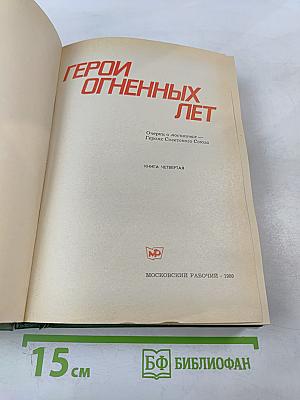 ГЕРОИ
ОГНЕННЫХ
ЛЕТ
Очерки о москвичах —
Героях Советского Союза
КНИГА ЧЕТВЕРТАЯ
МР
МОСКОВСКИЙ РАБОЧИЙ · 1980
15 см
БФ БИБЛИОФАН